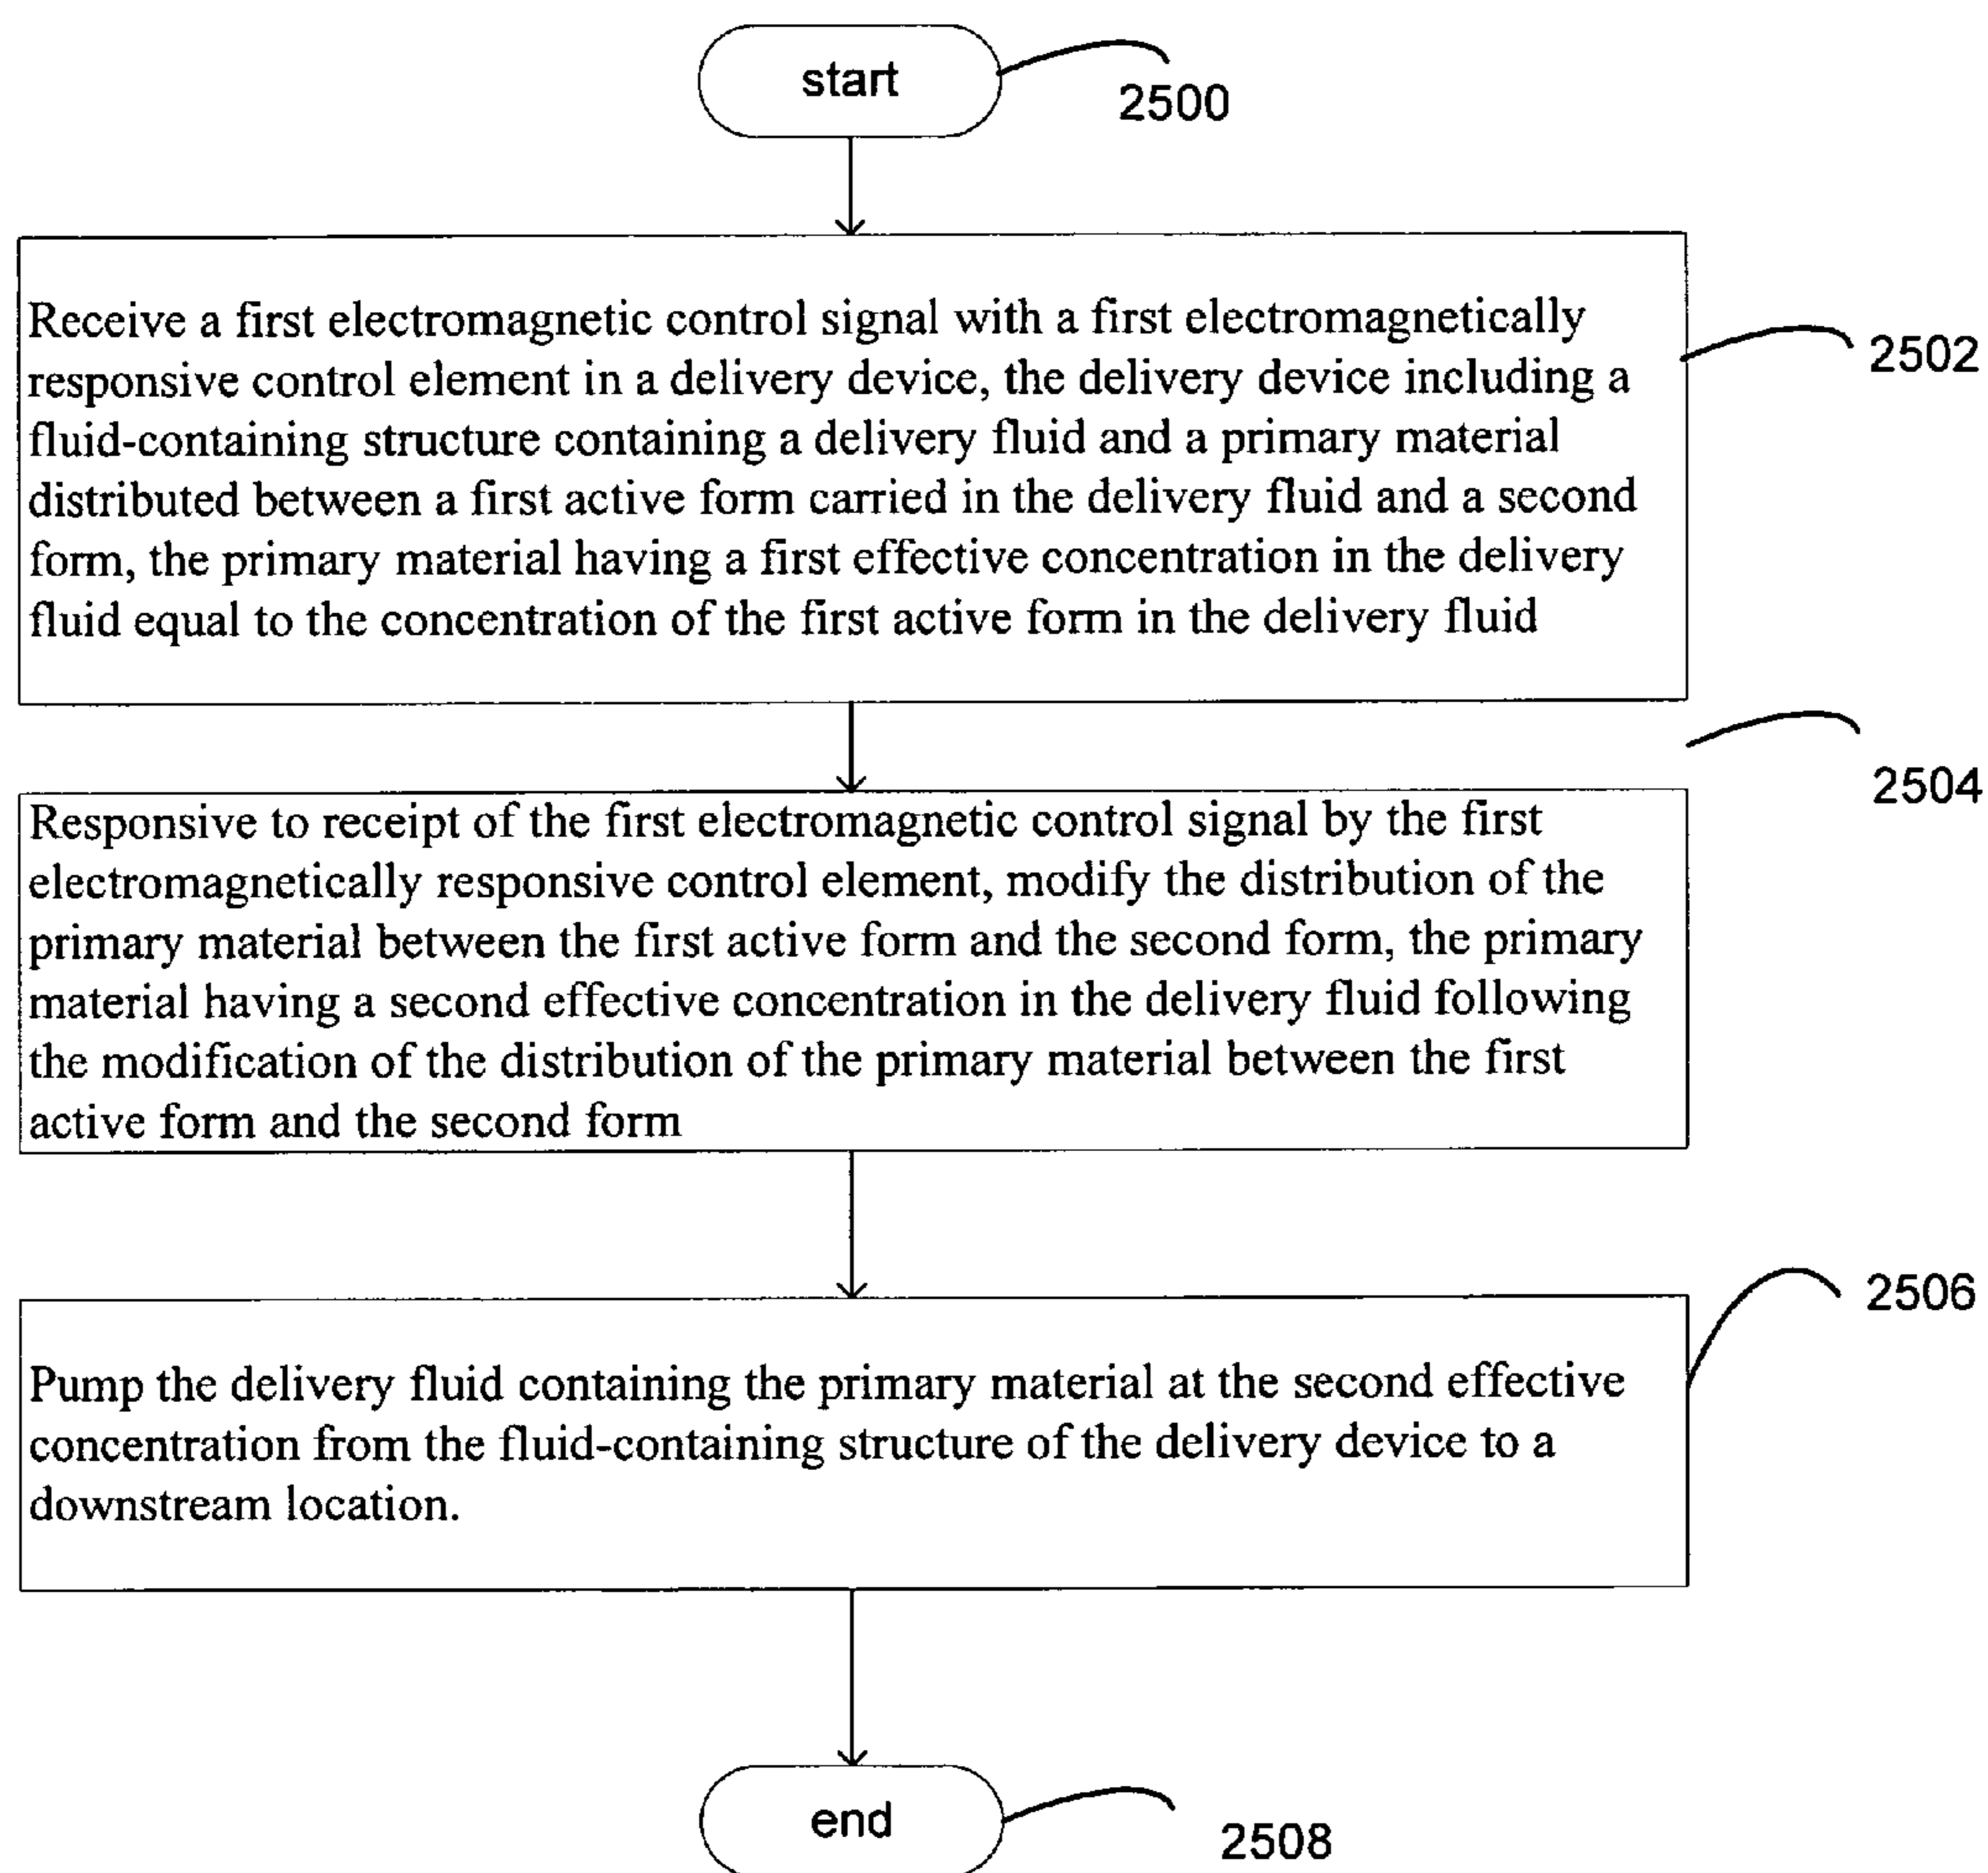 start
2500
Receive a first electromagnetic control signal with a first electromagnetically
responsive control element in a delivery device, the delivery device including a
fluid-containing structure containing a delivery fluid and a primary material
distributed between a first active form carried in the delivery fluid and a second
form, the primary material having a first effective concentration in the delivery
fluid equal to the concentration of the first active form in the delivery fluid
2502
2504
Responsive to receipt of the first electromagnetic control signal by the first
electromagnetically responsive control element, modify the distribution of the
primary material between the first active form and the second form, the primary
material having a second effective concentration in the delivery fluid following
the modification of the distribution of the primary material between the first
active form and the second form
2506
Pump the delivery fluid containing the primary material at the second effective
concentration from the fluid-containing structure of the delivery device to a
downstream location.
end
2508